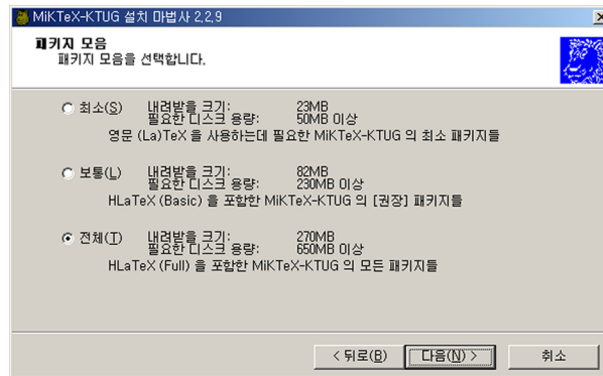 MiKTeX-KTUG 설치 마법사 2,2,9
패키지 모음
패키지 모음을 선택합니다.
최소(S) 내려받을 크기: 23MB
필요한 디스크 용량: 50MB 이상
영문 (La)TeX 을 사용하는데 필요한 MiKTeX-KTUG 의 최소 패키지들
보통(L) 내려받을 크기: 82MB
필요한 디스크 용량: 230MB 이상
HLaTeX (Basic) 을 포함한 MiKTeX-KTUG 의 [권장] 패키지들
전체(T) 내려받을 크기: 270MB
필요한 디스크 용량: 650MB 이상
HLaTeX (Full) 을 포함한 MiKTeX-KTUG 의 모든 패키지들
< 뒤로(B) 다음(N) > 취소